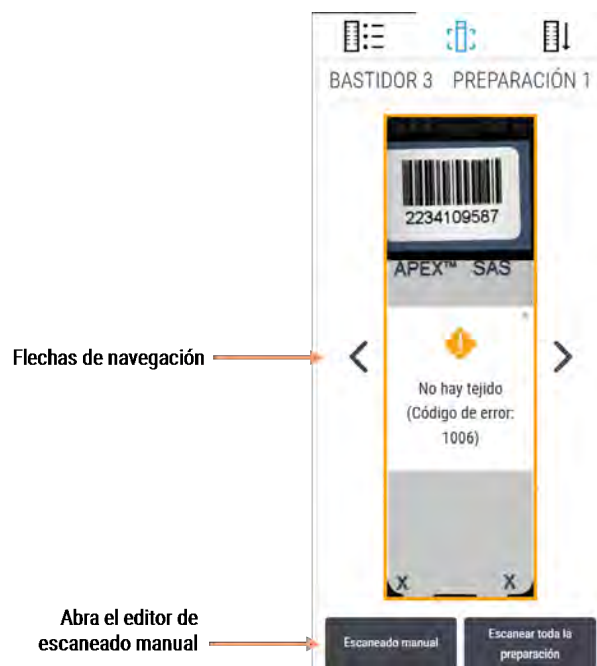 BASTIDOR 3 PREPARACIÓN 1
2234109587
APEX™ SAS
Flechas de navegación
No hay tejido
(Código de error:
1006)
X X
Abra el editor de
escaneado manual
Escaneado manual
Escanear toda la
preparación